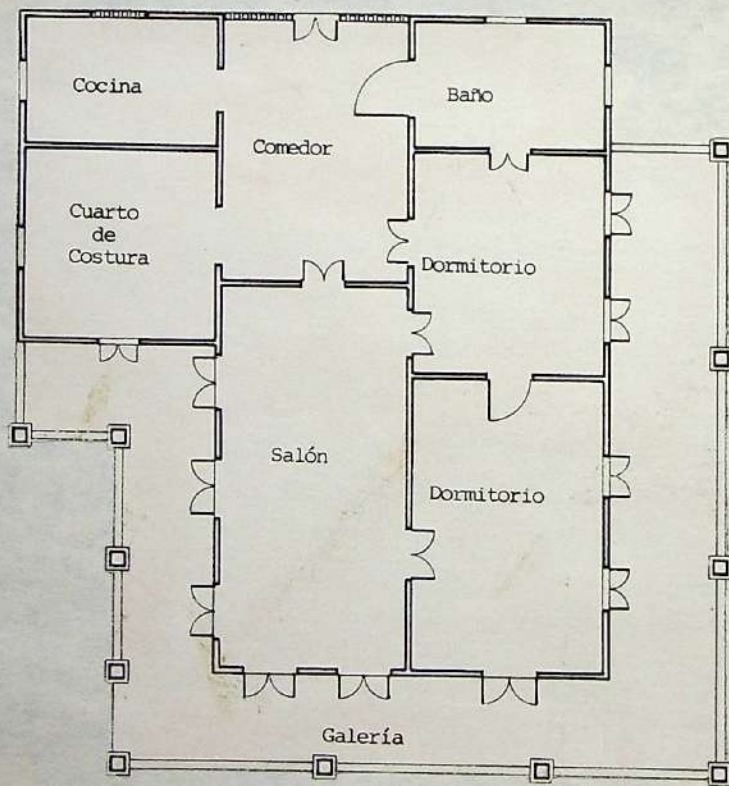 Cocina
Baño
Comedor
Cuarto
de
Costura
Dormitorio
Salón
Dormitorio
Galería